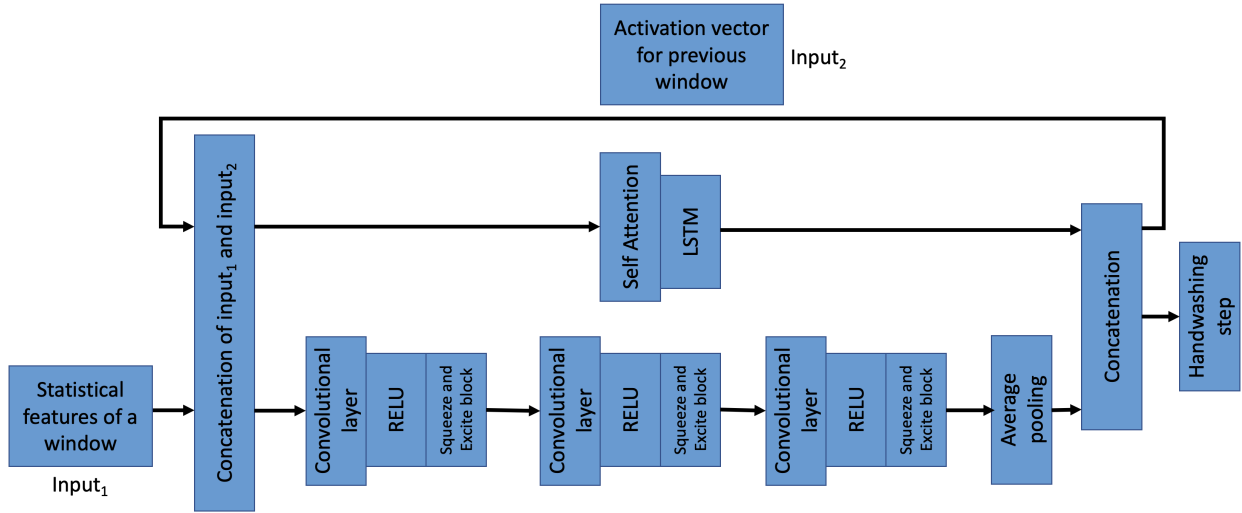 Activation vector
for previous
window
Input₂
Concatenation of input₁ and input₂
Self Attention
LSTM
Statistical
features of a
window
Input₁
Convolutional
layer
RELU
Squeeze and
Excite block
Convolutional
layer
RELU
Squeeze and
Excite block
Convolutional
layer
RELU
Squeeze and
Excite block
Average
pooling
Concatenation
Handwashing
step